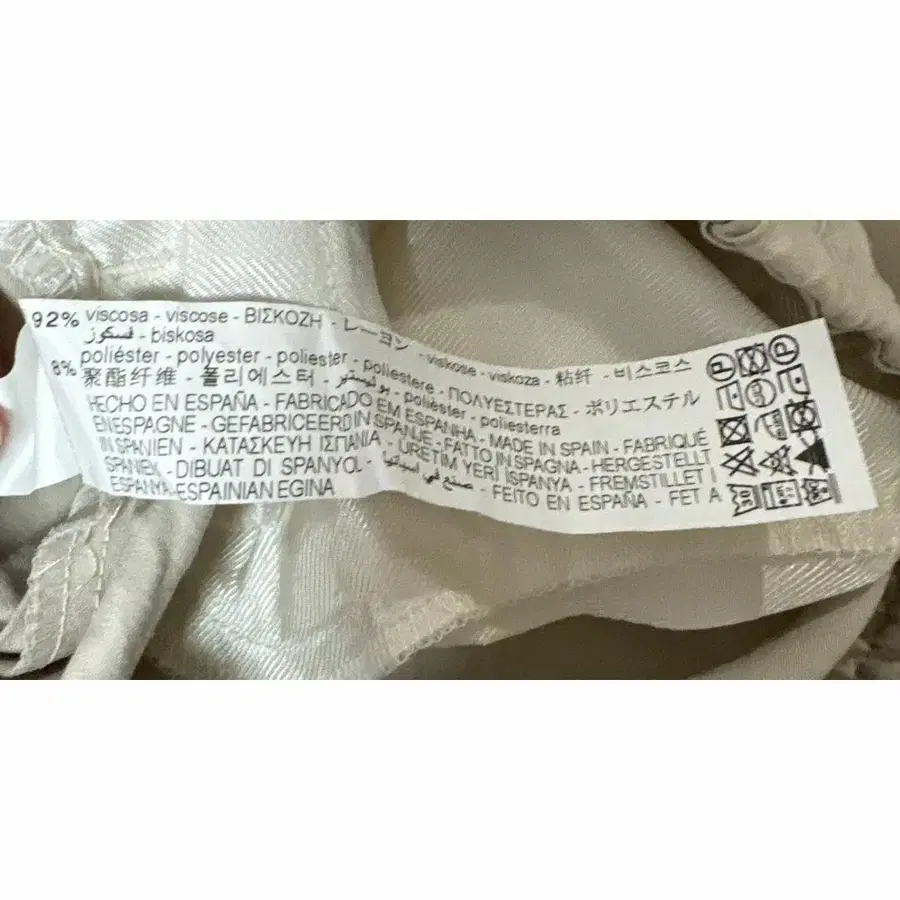 92% viscosa - viscose - ΒΙΣΚΟΖΗ - レーヨン - viskose - viskoza - 粘纤 - 비스코스
فسكوز - biskosa
8% poliéster - polyester - poliester - poliestere - ΠΟΛΥΕΣΤΕΡΑΣ - ポリエステル
聚酯纤维 - 폴리에스터 - بوليستير - polièster - poliesterra
HECHO EN ESPAÑA - FABRICADO EM ESPANHA - MADE IN SPAIN - FABRIQUÉ
EN ESPAGNE - GEFABRICEERD IN SPANJE - FATTO IN SPAGNA - HERGESTELLT
IN SPANIEN - ΚΑΤΑΣΚΕΥΗ ΙΣΠΑΝΙΑ - ÜRETIM YERİ İSPANYA - FREMSTILLET I
SPANIEN - DIBUAT DI SPANYOL - صنع في اسبانيا - FEITO EN ESPAÑA - FET A
ESPANYA - ESPAINIAN EGINA